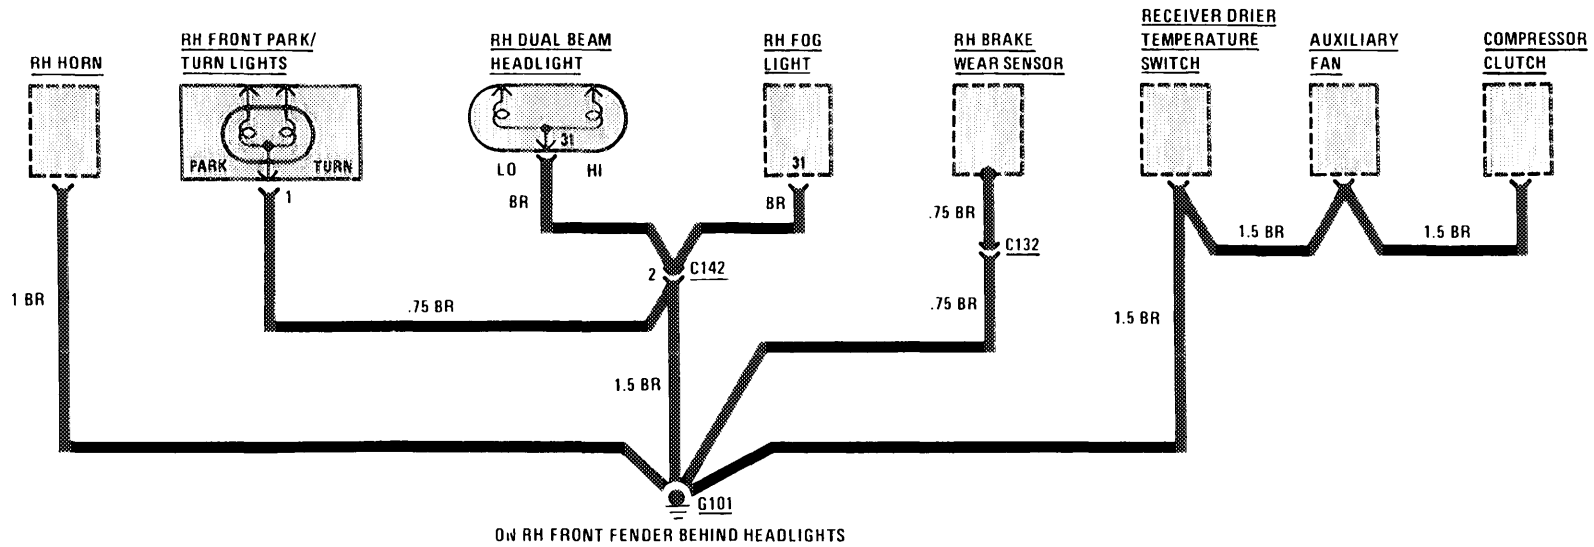 RH HORN
RH FRONT PARK/
TURN LIGHTS
RH DUAL BEAM
HEADLIGHT
RH FOG
LIGHT
RH BRAKE
WEAR SENSOR
RECEIVER DRIER
TEMPERATURE
SWITCH
AUXILIARY
FAN
COMPRESSOR
CLUTCH
PARK
TURN
31
LO
HI
31
1
BR
BR
.75 BR
1.5 BR
1.5 BR
C132
2
C142
1 BR
.75 BR
.75 BR
1.5 BR
1.5 BR
G101
ON RH FRONT FENDER BEHIND HEADLIGHTS